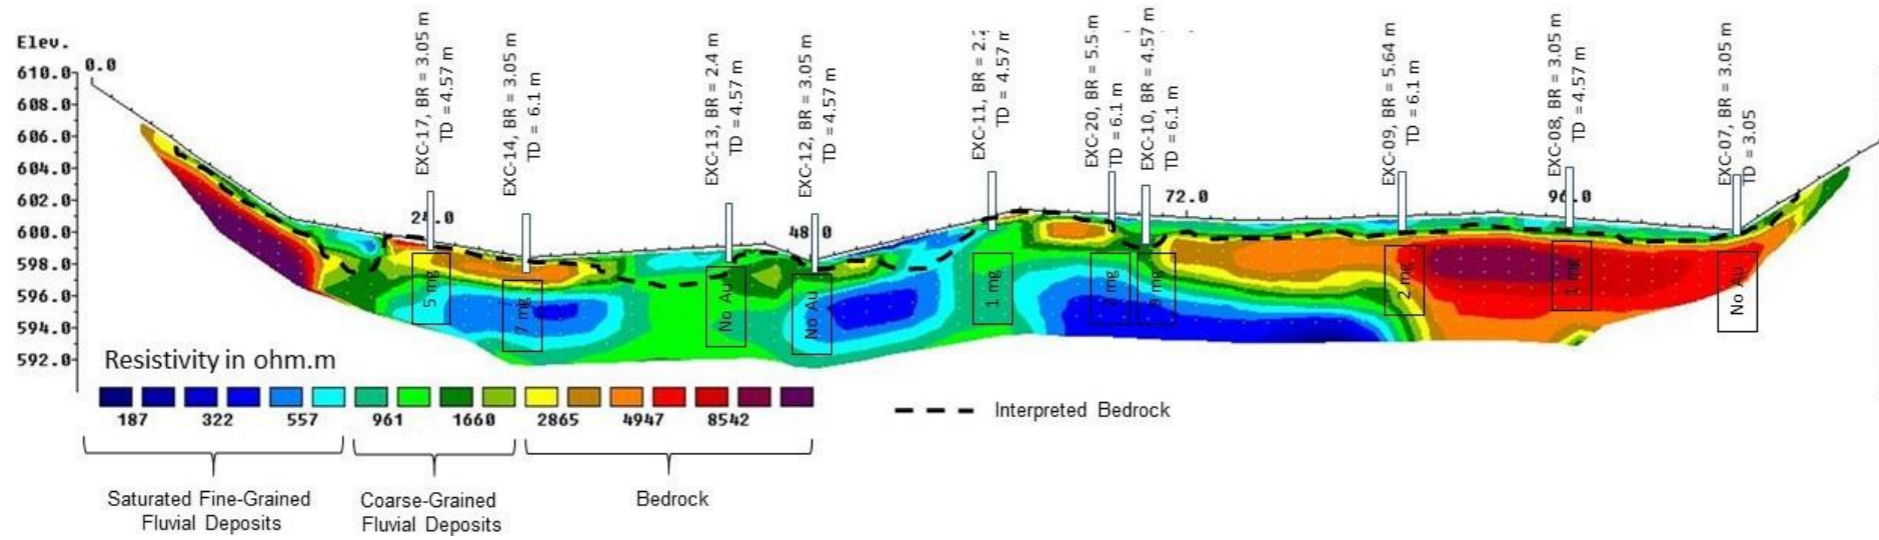 Elev.
0.0
610.0
608.0
606.0
604.0
602.0
600.0
598.0
596.0
594.0
592.0
EXC-17, BR = 3.05 m
TD = 4.57 m
EXC-14, BR = 3.05 m
TD = 6.1 m
EXC-13, BR = 2.4 m
TD = 4.57 m
EXC-12, BR = 3.05 m
TD = 4.57 m
EXC-11, BR = 2.2
TD = 4.57 m
EXC-20, BR = 5.5 m
TD = 6.1 m
EXC-10, BR = 4.57 m
TD = 6.1 m
EXC-09, BR = 5.64 m
TD = 6.1 m
EXC-08, BR = 3.05 m
TD = 4.57 m
EXC-07, BR = 3.05 m
TD = 3.05
72.0
96.0
5 mg
7 mg
No Au
No Au
1 mg
mg
mg
2 mg
1 mg
No Au
Resistivity in ohm.m
187 322 557 961 1660 2865 4947 8542
Interpreted Bedrock
Saturated Fine-Grained
Fluvial Deposits
Coarse-Grained
Fluvial Deposits
Bedrock